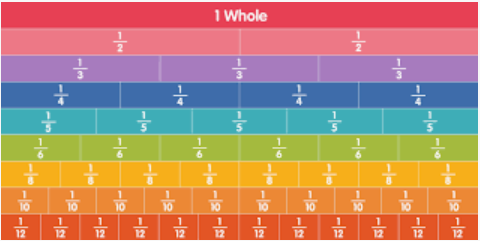 1 Whole
1/2 1/2
1/3 1/3 1/3
1/4 1/4 1/4 1/4
1/5 1/5 1/5 1/5 1/5
1/6 1/6 1/6 1/6 1/6 1/6
1/8 1/8 1/8 1/8 1/8 1/8 1/8 1/8
1/10 1/10 1/10 1/10 1/10 1/10 1/10 1/10 1/10 1/10
1/12 1/12 1/12 1/12 1/12 1/12 1/12 1/12 1/12 1/12 1/12 1/12